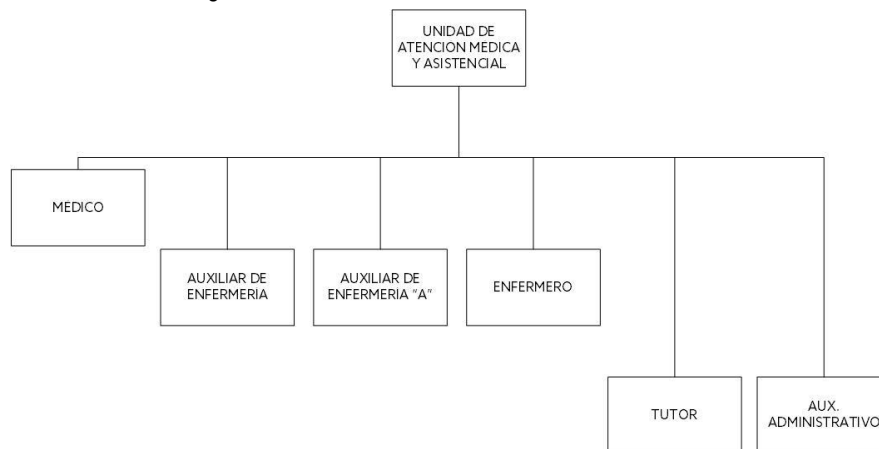 UNIDAD DE
ATENCION MEDICA
Y ASISTENCIAL
MEDICO
AUXILIAR DE
ENFERMERIA
AUXILIAR DE
ENFERMERIA "A"
ENFERMERO
TUTOR
AUX.
ADMINISTRATIVO